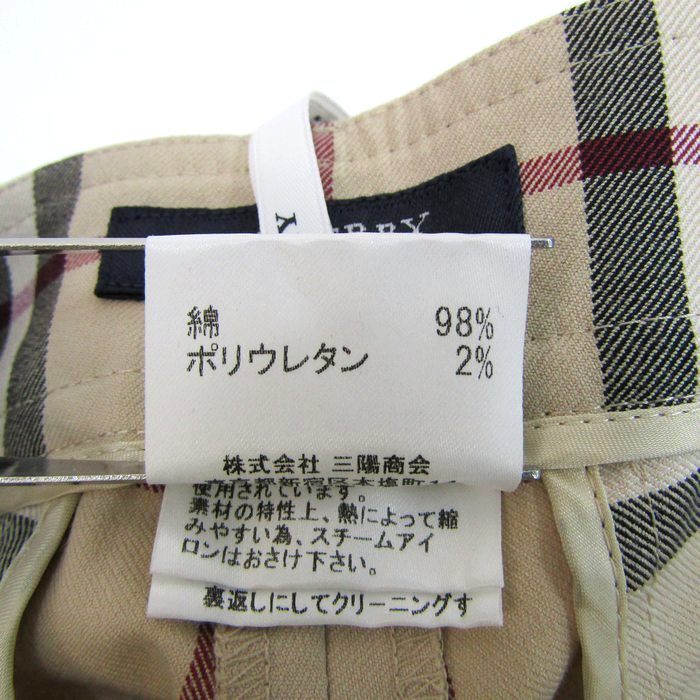 綿 98%
ポリウレタン 2%
株式会社 三陽商会
使用されています。
素材の特性上、熱によって縮
みやすい為、スチームアイ
ロンはおさけ下さい。
裏返しにしてクリーニングす